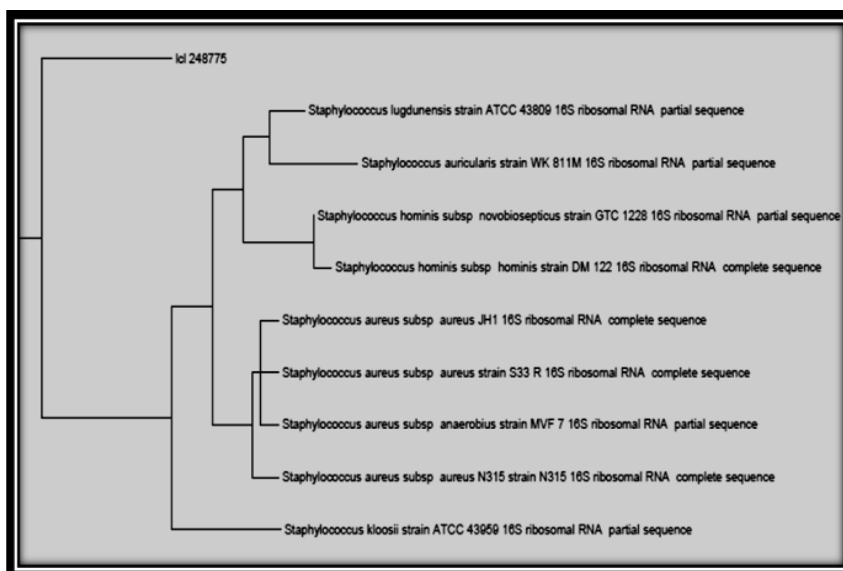 lcl 248775
Staphylococcus lugdunensis strain ATCC 43809 16S ribosomal RNA partial sequence
Staphylococcus auricularis strain WK 811M 16S ribosomal RNA partial sequence
Staphylococcus hominis subsp novobiosepticus strain GTC 1228 16S ribosomal RNA partial sequence
Staphylococcus hominis subsp hominis strain DM 122 16S ribosomal RNA complete sequence
Staphylococcus aureus subsp aureus JH1 16S ribosomal RNA complete sequence
Staphylococcus aureus subsp aureus strain S33 R 16S ribosomal RNA complete sequence
Staphylococcus aureus subsp anaerobius strain MVF 7 16S ribosomal RNA partial sequence
Staphylococcus aureus subsp aureus N315 strain N315 16S ribosomal RNA complete sequence
Staphylococcus kloosii strain ATCC 43959 16S ribosomal RNA partial sequence